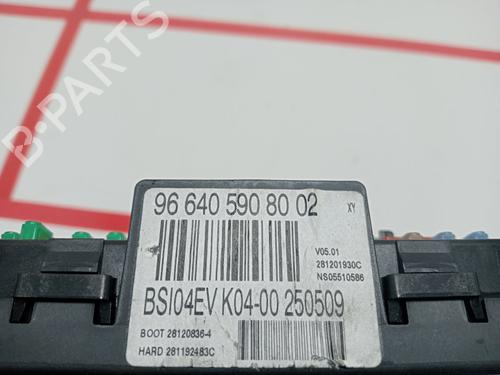 B-PARTS
96 640 590 80 02
XY
V05.01
281201930C
NS05510586
BSI04EV K04-00 250509
BOOT 28120836-4
HARD 281192483C